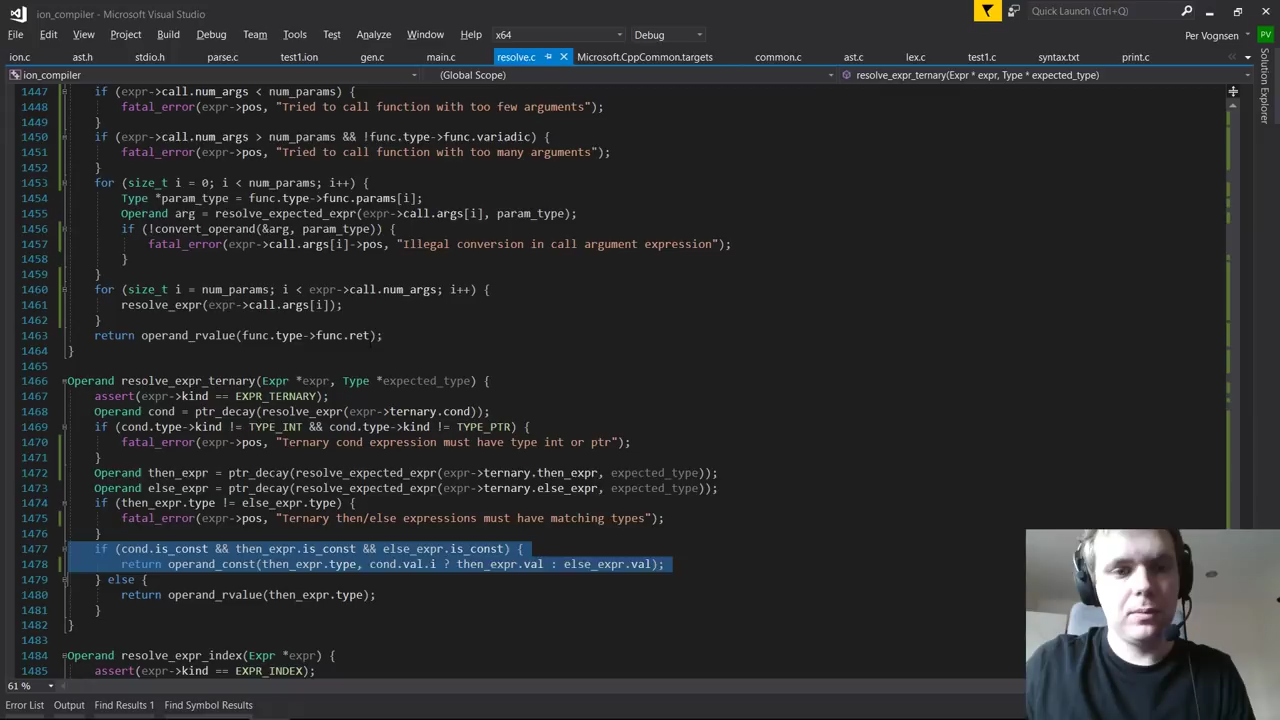 ion_compiler - Microsoft Visual Studio
Quick Launch (Ctrl+Q)
File Edit View Project Build Debug Team Tools Test Analyze Window Help x64 Debug
Per Vognsen PV
ion.c ast.h stdio.h parse.c test1.ion gen.c main.c resolve.c Microsoft.CppCommon.targets common.c ast.c lex.c test1.c syntax.txt print.c
ion_compiler (Global Scope) resolve_expr_ternary(Expr * expr, Type * expected_type)
Solution Explorer
1447 if (expr->call.num_args < num_params) {
1448 fatal_error(expr->pos, "Tried to call function with too few arguments");
1449 }
1450 if (expr->call.num_args > num_params && !func.type->func.variadic) {
1451 fatal_error(expr->pos, "Tried to call function with too many arguments");
1452 }
1453 for (size_t i = 0; i < num_params; i++) {
1454 Type *param_type = func.type->func.params[i];
1455 Operand arg = resolve_expected_expr(expr->call.args[i], param_type);
1456 if (!convert_operand(&arg, param_type)) {
1457 fatal_error(expr->call.args[i]->pos, "Illegal conversion in call argument expression");
1458 }
1459 }
1460 for (size_t i = num_params; i < expr->call.num_args; i++) {
1461 resolve_expr(expr->call.args[i]);
1462 }
1463 return operand_rvalue(func.type->func.ret);
1464 }
1465
1466 Operand resolve_expr_ternary(Expr *expr, Type *expected_type) {
1467 assert(expr->kind == EXPR_TERNARY);
1468 Operand cond = ptr_decay(resolve_expr(expr->ternary.cond));
1469 if (cond.type->kind != TYPE_INT && cond.type->kind != TYPE_PTR) {
1470 fatal_error(expr->pos, "Ternary cond expression must have type int or ptr");
1471 }
1472 Operand then_expr = ptr_decay(resolve_expected_expr(expr->ternary.then_expr, expected_type));
1473 Operand else_expr = ptr_decay(resolve_expected_expr(expr->ternary.else_expr, expected_type));
1474 if (then_expr.type != else_expr.type) {
1475 fatal_error(expr->pos, "Ternary then/else expressions must have matching types");
1476 }
1477 if (cond.is_const && then_expr.is_const && else_expr.is_const) {
1478 return operand_const(then_expr.type, cond.val.i ? then_expr.val : else_expr.val);
1479 } else {
1480 return operand_rvalue(then_expr.type);
1481 }
1482 }
1483
1484 Operand resolve_expr_index(Expr *expr) {
1485 assert(expr->kind == EXPR_INDEX);
61 %
Error List Output Find Results 1 Find Symbol Results